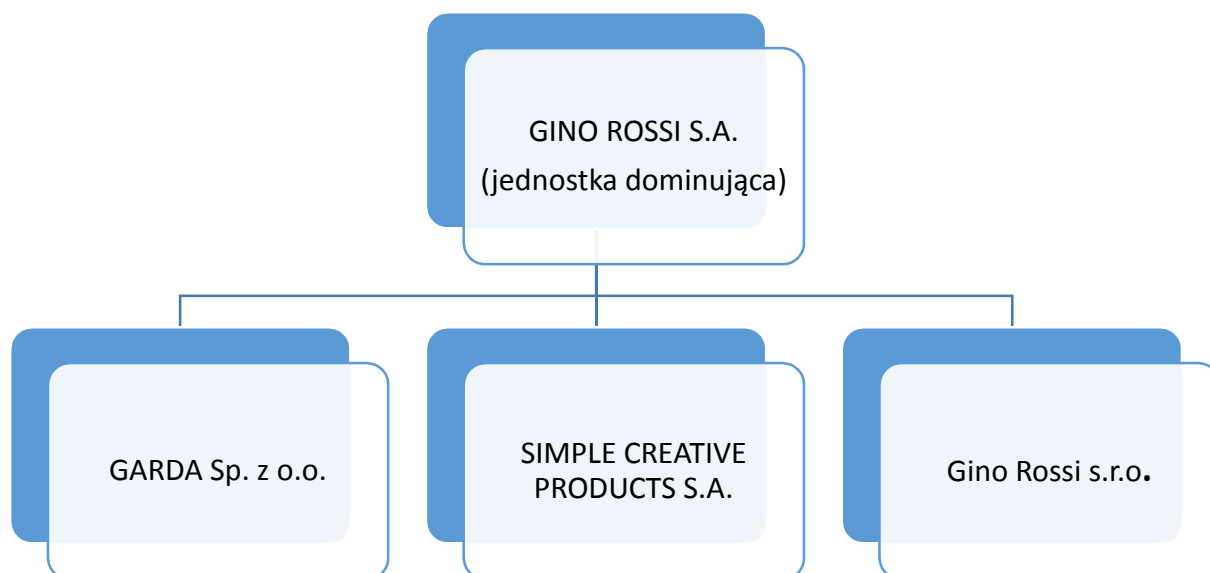 GINO ROSSI S.A.
(jednostka dominująca)
GARDA Sp. z o.o.
SIMPLE CREATIVE
PRODUCTS S.A.
Gino Rossi s.r.o.